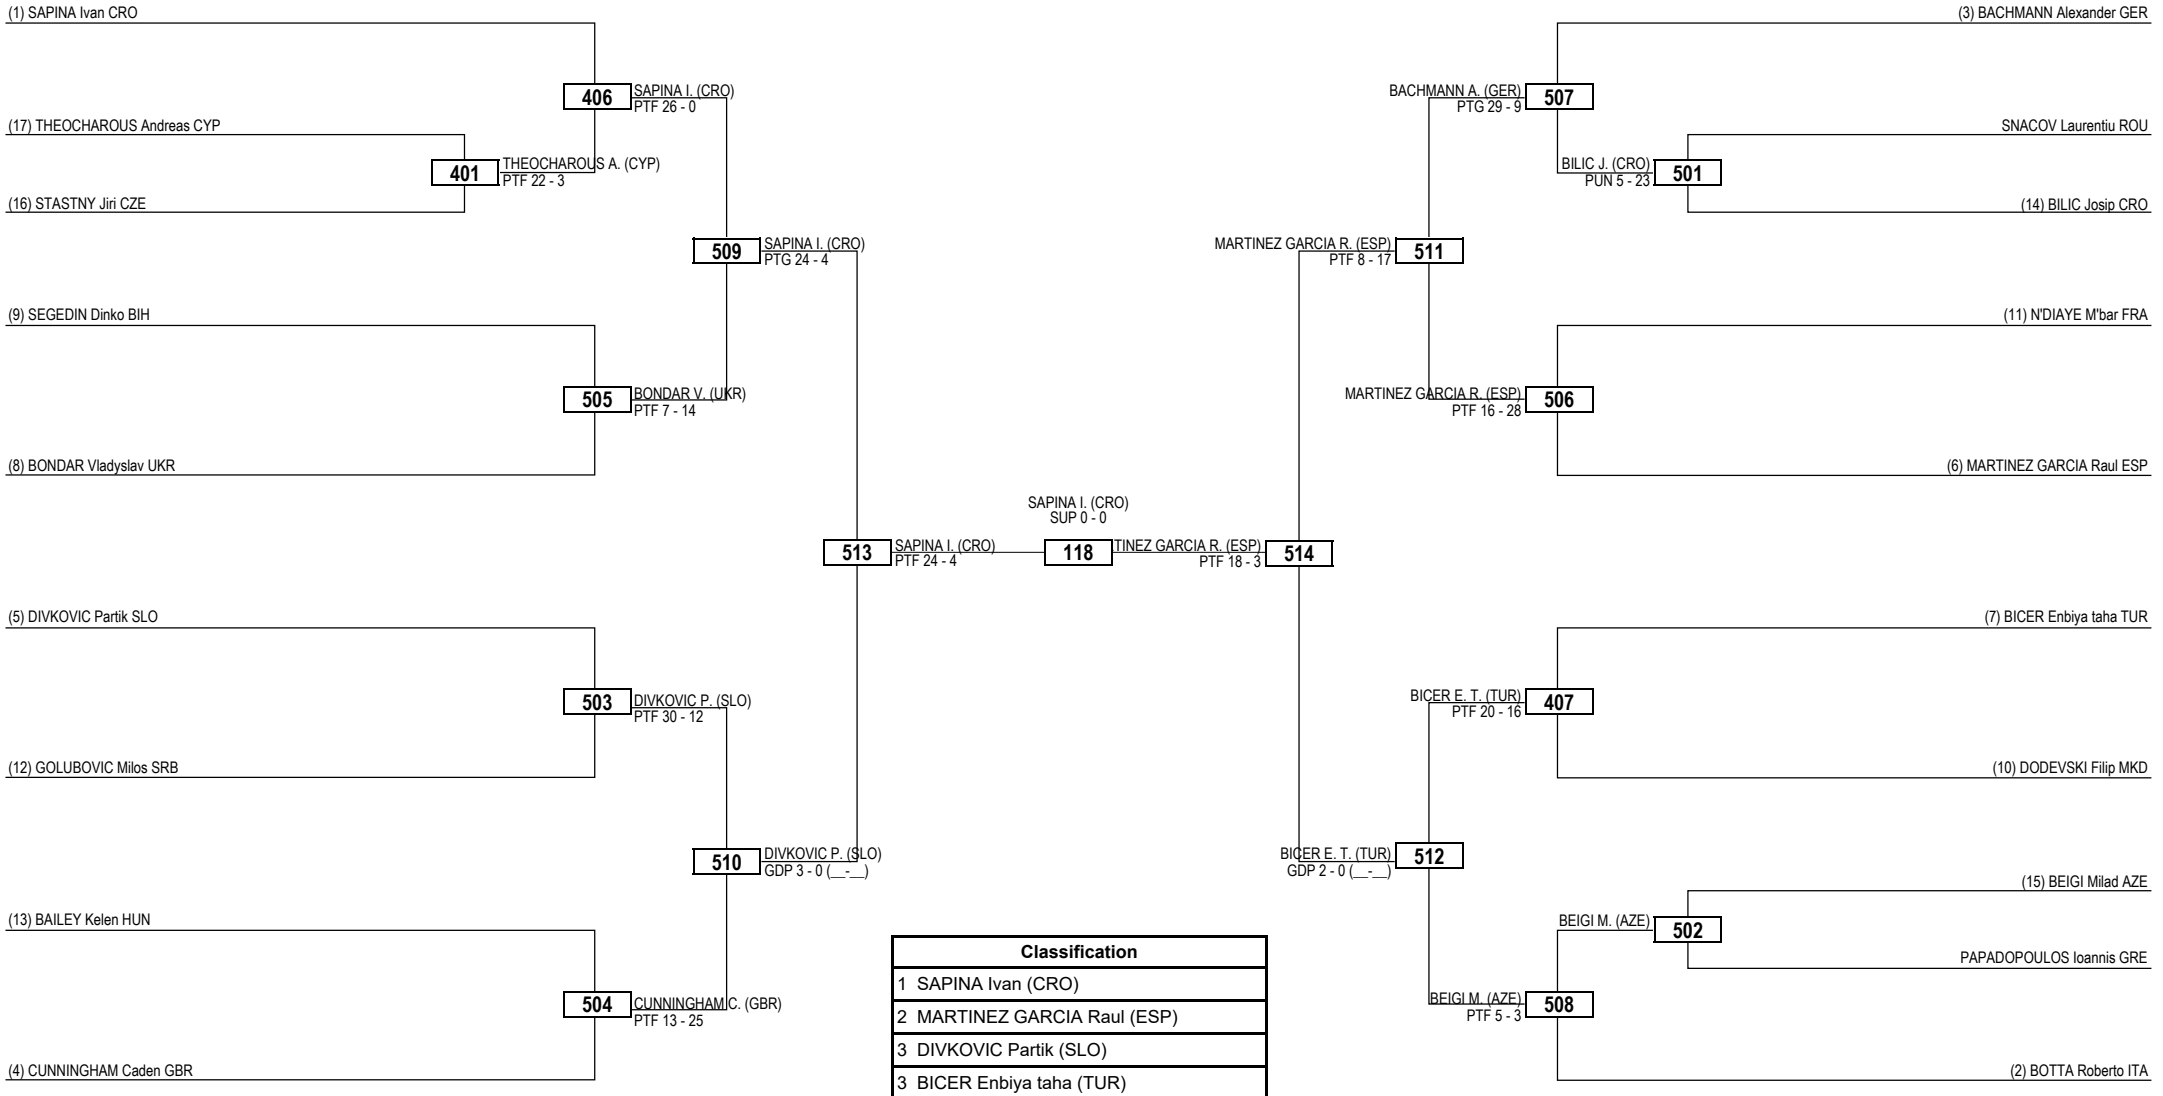 (1) SAPINA Ivan CRO
406
SAPINA I. (CRO)
PTF 26 - 0
(17) THEOCHAROUS Andreas CYP
401
THEOCHAROUS A. (CYP)
PTF 22 - 3
(16) STASTNY Jiri CZE
509
SAPINA I. (CRO)
PTG 24 - 4
(9) SEGEDIN Dinko BIH
505
BONDAR V. (UKR)
PTF 7 - 14
(8) BONDAR Vladyslav UKR
513
SAPINA I. (CRO)
PTF 24 - 4
(5) DIVKOVIC Partik SLO
503
DIVKOVIC P. (SLO)
PTF 30 - 12
(12) GOLUBOVIC Milos SRB
510
DIVKOVIC P. (SLO)
GDP 3 - 0 (__-__)
(13) BAILEY Kelen HUN
504
CUNNINGHAM C. (GBR)
PTF 13 - 25
(4) CUNNINGHAM Caden GBR
SAPINA I. (CRO)
SUP 0 - 0
118
TINEZ GARCIA R. (ESP)
PTF 18 - 3
514
(3) BACHMANN Alexander GER
BACHMANN A. (GER)
PTG 29 - 9
507
SNACOV Laurentiu ROU
BILIC J. (CRO)
PUN 5 - 23
501
(14) BILIC Josip CRO
MARTINEZ GARCIA R. (ESP)
PTF 8 - 17
511
(11) N'DIAYE M'bar FRA
MARTINEZ GARCIA R. (ESP)
PTF 16 - 28
506
(6) MARTINEZ GARCIA Raul ESP
(7) BICER Enbiya taha TUR
BICER E. T. (TUR)
PTF 20 - 16
407
(10) DODEVSKI Filip MKD
BICER E. T. (TUR)
GDP 2 - 0 (__-__)
512
(15) BEIGI Milad AZE
BEIGI M. (AZE)
502
PAPADOPOULOS Ioannis GRE
BEIGI M. (AZE)
PTF 5 - 3
508
(2) BOTTA Roberto ITA
Classification
1 SAPINA Ivan (CRO)
2 MARTINEZ GARCIA Raul (ESP)
3 DIVKOVIC Partik (SLO)
3 BICER Enbiya taha (TUR)